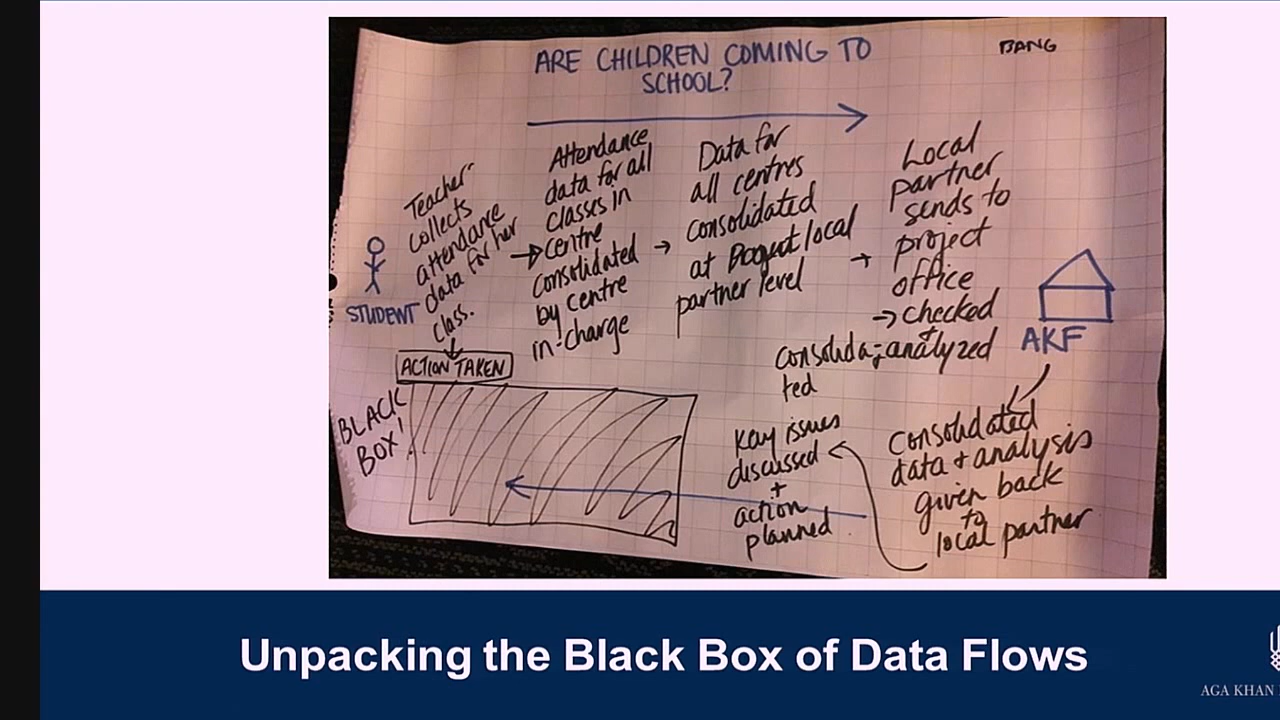 ARE CHILDREN COMING TO
SCHOOL?
BANG
Teacher
collects
attendance
data for her
class.
STUDENT
Attendance
data for all
classes in
centre
consolidated
by centre
in-charge
Data for
all centres
consolidated
at local
partner level
Local
partner
sends to
project
office
→ checked
+
consolida- analyzed
ted
AKF
Consolidated
data + analysis
given back
to
local partner
Key issues
discussed
+
action
planned
ACTION TAKEN
BLACK
BOX!
Unpacking the Black Box of Data Flows
AGA KHAN